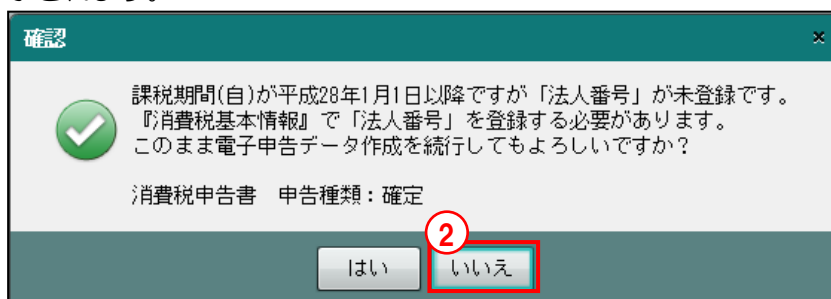 確認
×
課税期間(自)が平成28年1月1日以降ですが「法人番号」が未登録です。
『消費税基本情報』で「法人番号」を登録する必要があります。
このまま電子申告データ作成を続行してもよろしいですか？
消費税申告書　申告種類：確定
2
はい
いいえ